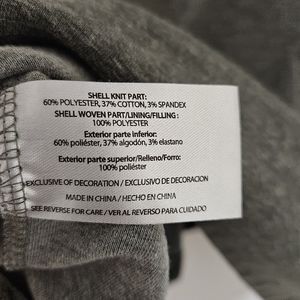 SHELL KNIT PART:
60% POLYESTER, 37% COTTON, 3% SPANDEX
SHELL WOVEN PART/LINING/FILLING :
100% POLYESTER
Exterior parte inferior:
60% poliéster, 37% algodón, 3% elastano
Exterior parte superior/Relleno/Forro:
100% poliéster
EXCLUSIVE OF DECORATION / EXCLUSIVO DE DECORACION
MADE IN CHINA / HECHO EN CHINA
SEE REVERSE FOR CARE / VER AL REVERSO PARA CUIDADO